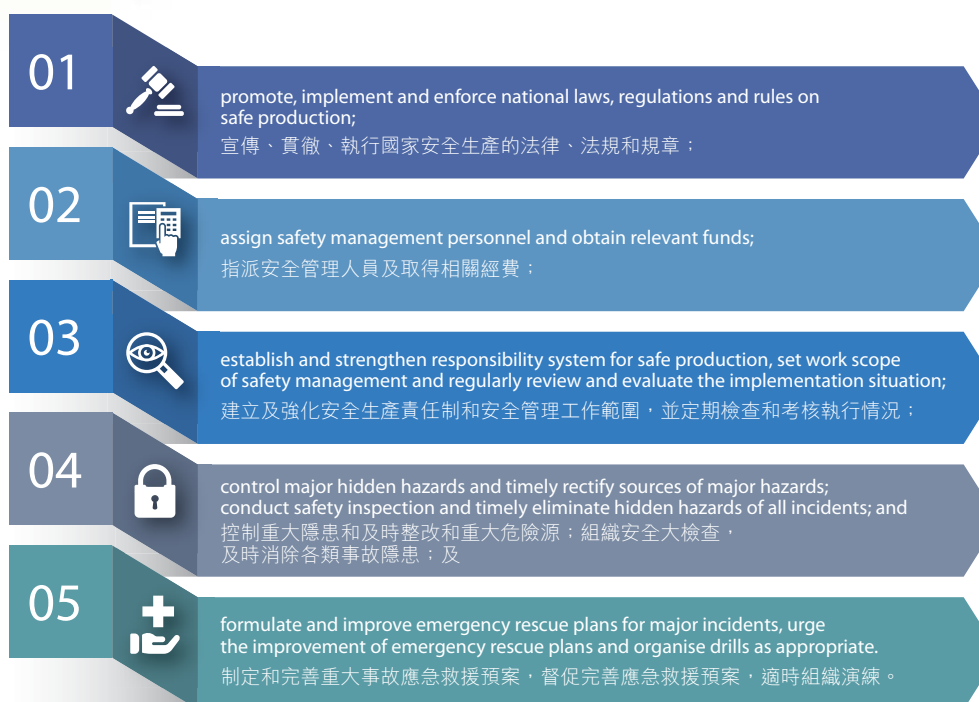 01
promote, implement and enforce national laws, regulations and rules on
safe production;
宣傳、貫徹、執行國家安全生產的法律、法規和規章；
02
assign safety management personnel and obtain relevant funds;
指派安全管理人員及取得相關經費；
03
establish and strengthen responsibility system for safe production, set work scope
of safety management and regularly review and evaluate the implementation situation;
建立及強化安全生產責任制和安全管理工作範圍，並定期檢查和考核執行情況；
04
control major hidden hazards and timely rectify sources of major hazards;
conduct safety inspection and timely eliminate hidden hazards of all incidents; and
控制重大隱患和及時整改和重大危險源；組織安全大檢查，
及時消除各類事故隱患；及
05
formulate and improve emergency rescue plans for major incidents, urge
the improvement of emergency rescue plans and organise drills as appropriate.
制定和完善重大事故應急救援預案，督促完善應急救援預案，適時組織演練。